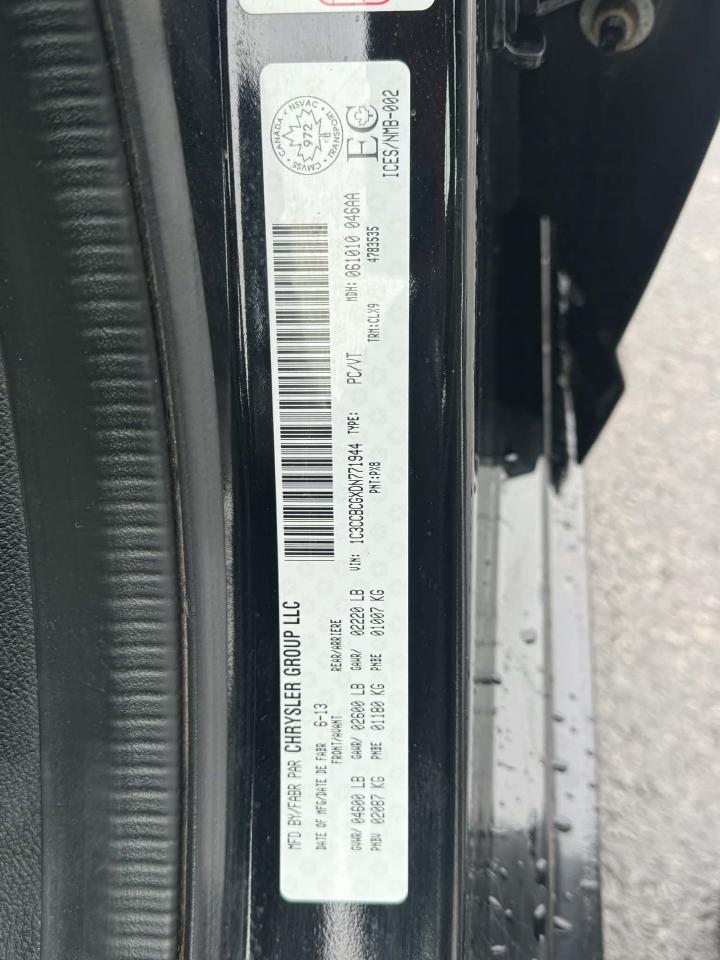 MFD BY/FABR PAR CHRYSLER GROUP LLC
DATE OF MFG/DATE DE FABR 6-13
FRONT/AVANT REAR/ARRIERE
GVWR/ 04600 LB GAWR/ 02600 LB GAWR/ 02220 LB
PNBV 02087 KG PNBE 01180 KG PNBE 01007 KG
VIN: 1C3CCBCGXDN771944 TYPE: PC/VT MDH: 061010 046AA
PNT:PX8 TRM:CLX9 4783535
CANADA NSVAC TRANSPORT CMVSS
972
EC
ICES/NMB-002